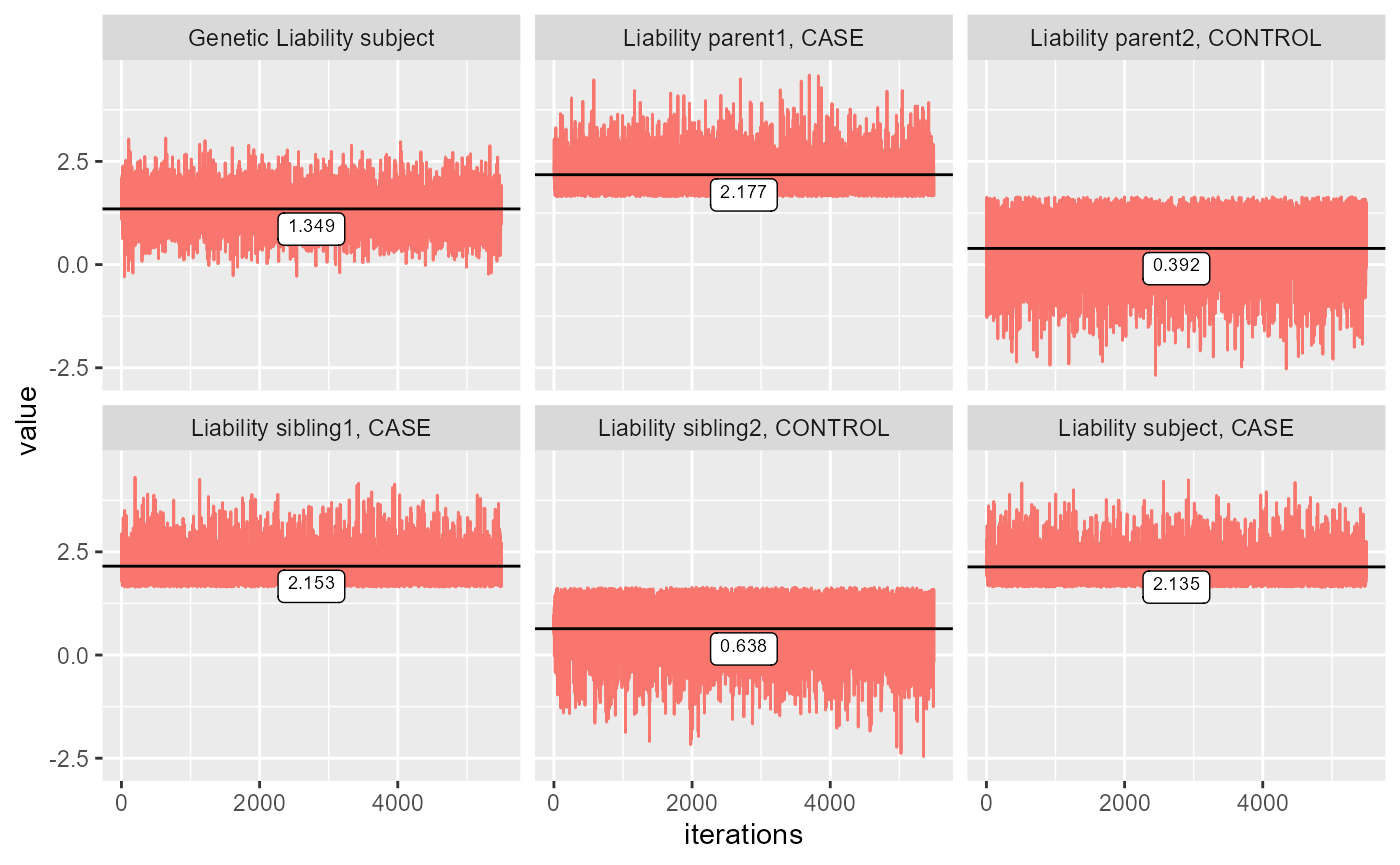 Genetic Liability subject
Liability parent1, CASE
Liability parent2, CONTROL
2.5
0.0
-2.5
1.349
2.177
0.392
value
Liability sibling1, CASE
Liability sibling2, CONTROL
Liability subject, CASE
2.5
0.0
-2.5
2.153
0.638
2.135
0
2000
4000
0
2000
4000
0
2000
4000
iterations